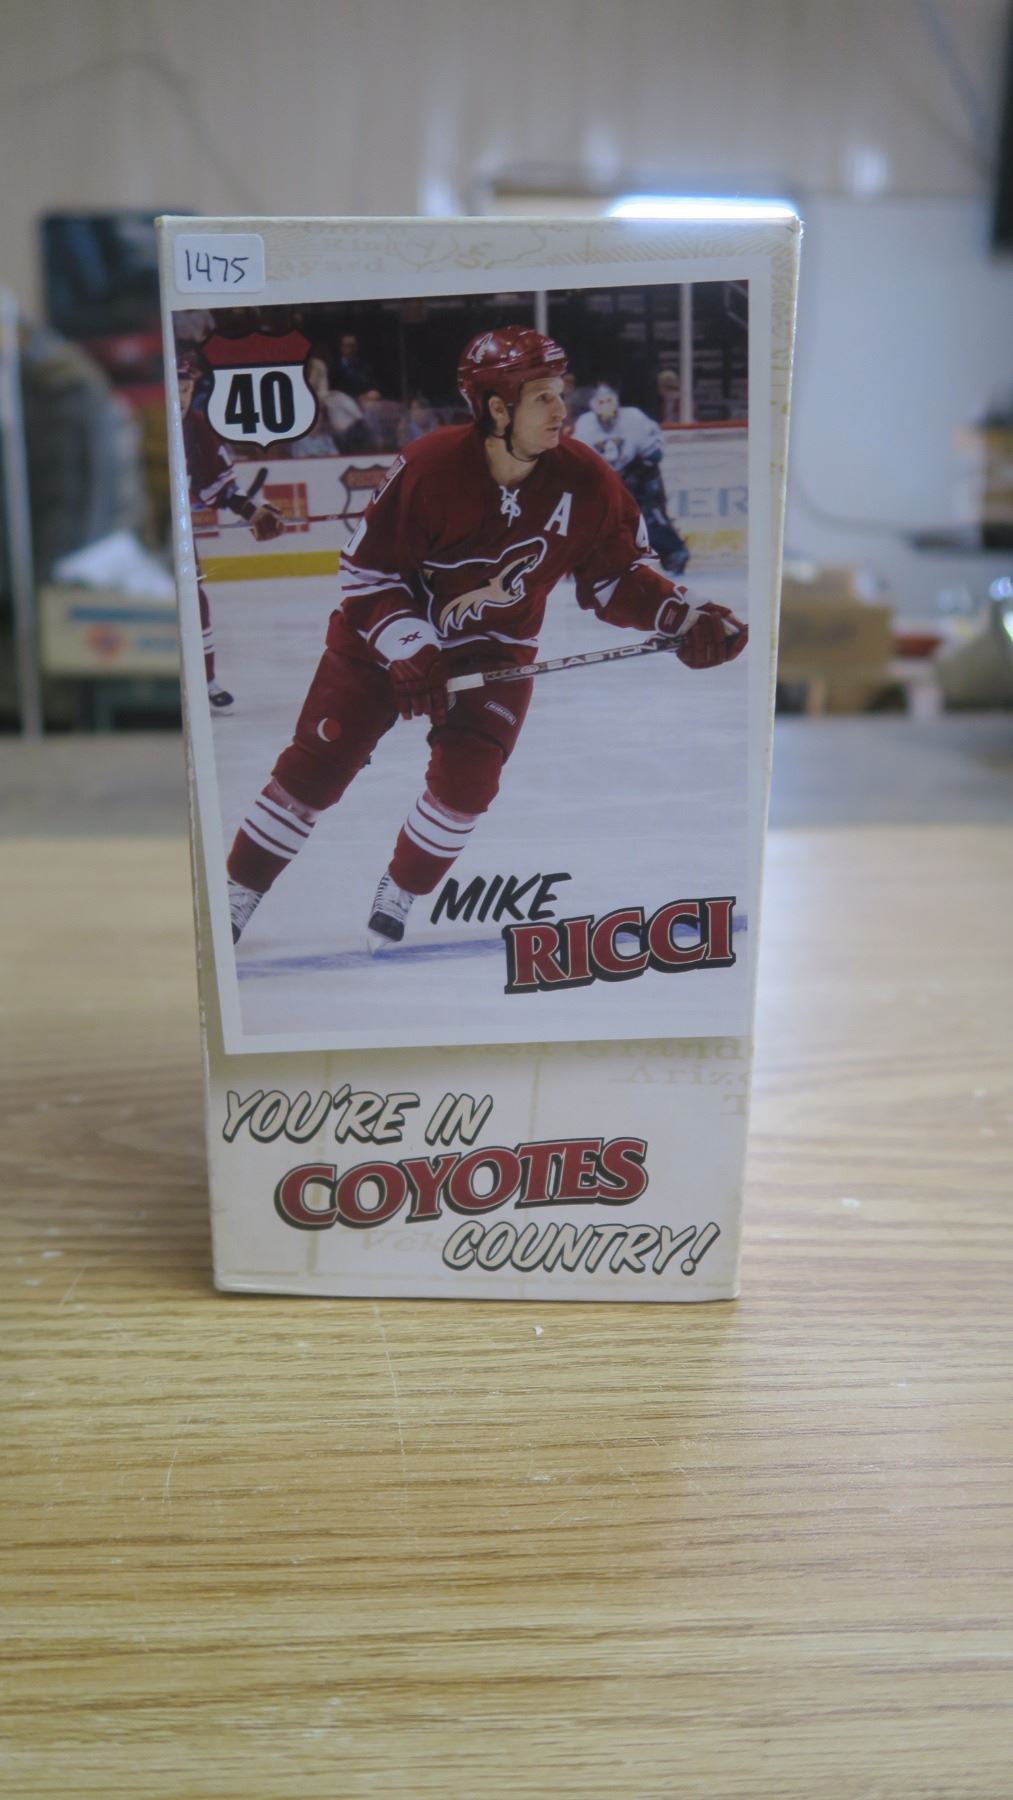 1475
40
A
EASTON
MIKE
RICCI
YOU'RE IN
COYOTES
COUNTRY!